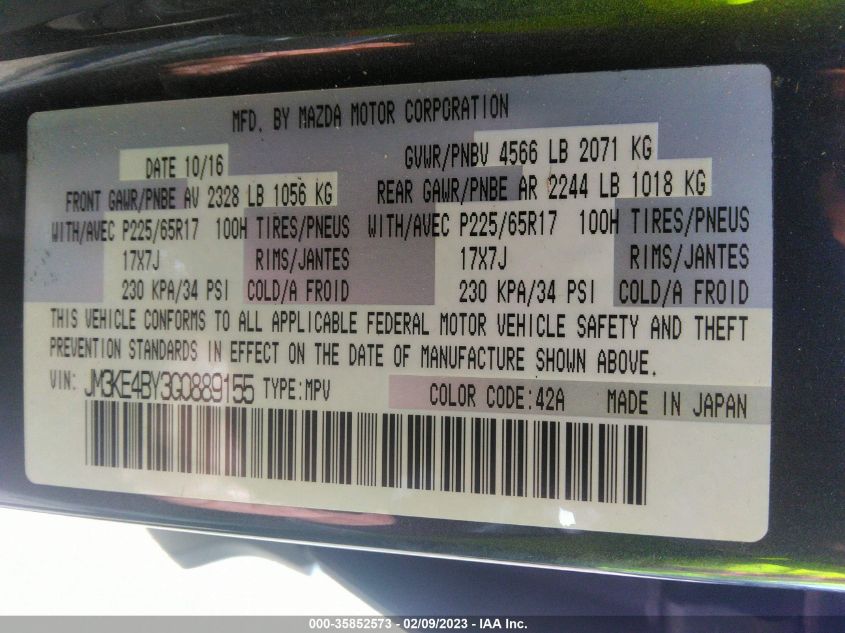 MFD. BY MAZDA MOTOR CORPORATION
DATE 10/16 GVWR/PNBV 4566 LB 2071 KG
FRONT GAWR/PNBE AV 2328 LB 1056 KG REAR GAWR/PNBE AR 2244 LB 1018 KG
WITH/AVEC P225/65R17 100H TIRES/PNEUS WITH/AVEC P225/65R17 100H TIRES/PNEUS
17X7J RIMS/JANTES 17X7J RIMS/JANTES
230 KPA/34 PSI COLD/A FROID 230 KPA/34 PSI COLD/A FROID
THIS VEHICLE CONFORMS TO ALL APPLICABLE FEDERAL MOTOR VEHICLE SAFETY AND THEFT
PREVENTION STANDARDS IN EFFECT ON THE DATE OF MANUFACTURE SHOWN ABOVE.
VIN: JM3KE4BY3G0889155 TYPE:MPV COLOR CODE:42A MADE IN JAPAN
000-35852573 - 02/09/2023 - IAA Inc.